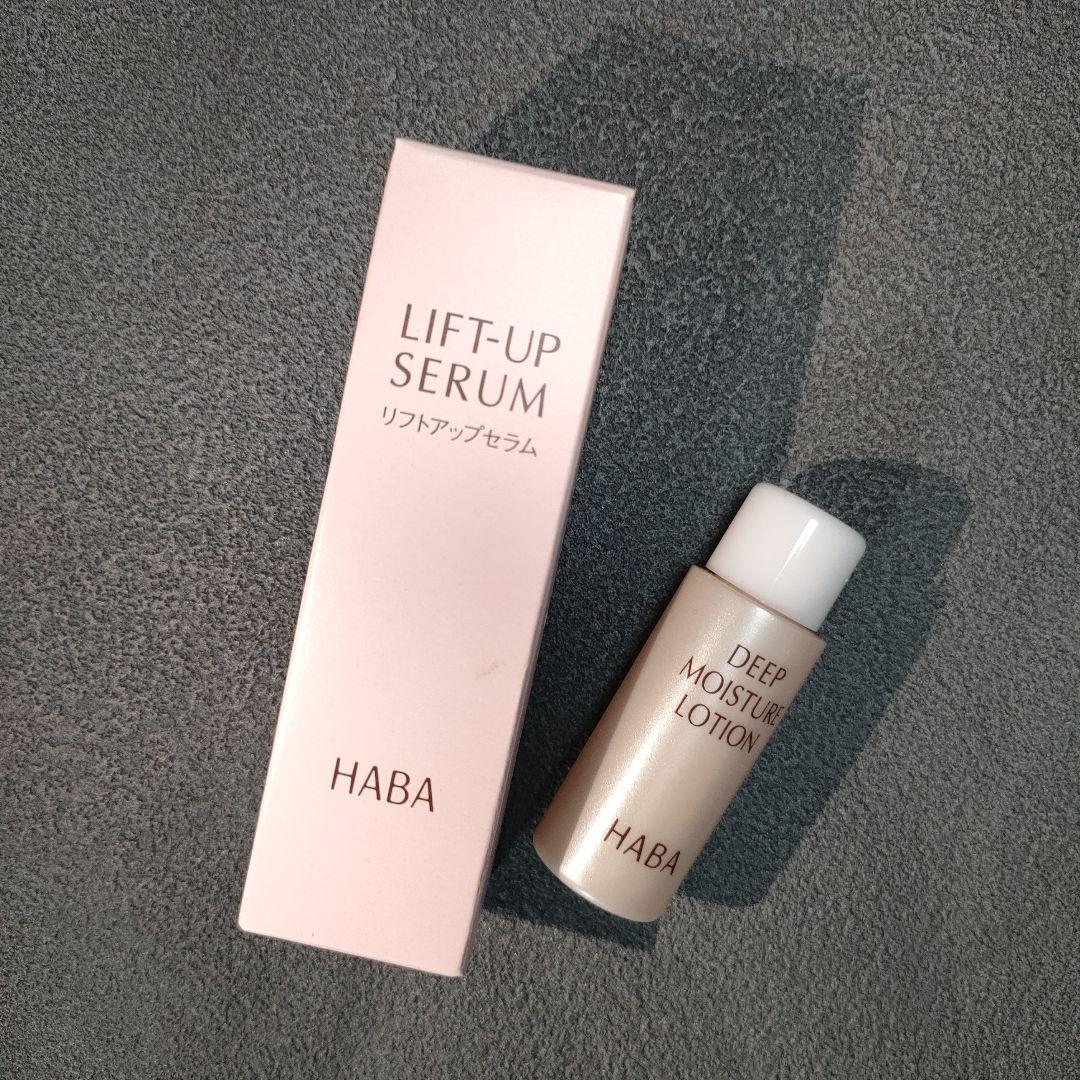 LIFT-UP
SERUM
リフトアップセラム
HABA
DEEP
MOISTURE
LOTION
HABA